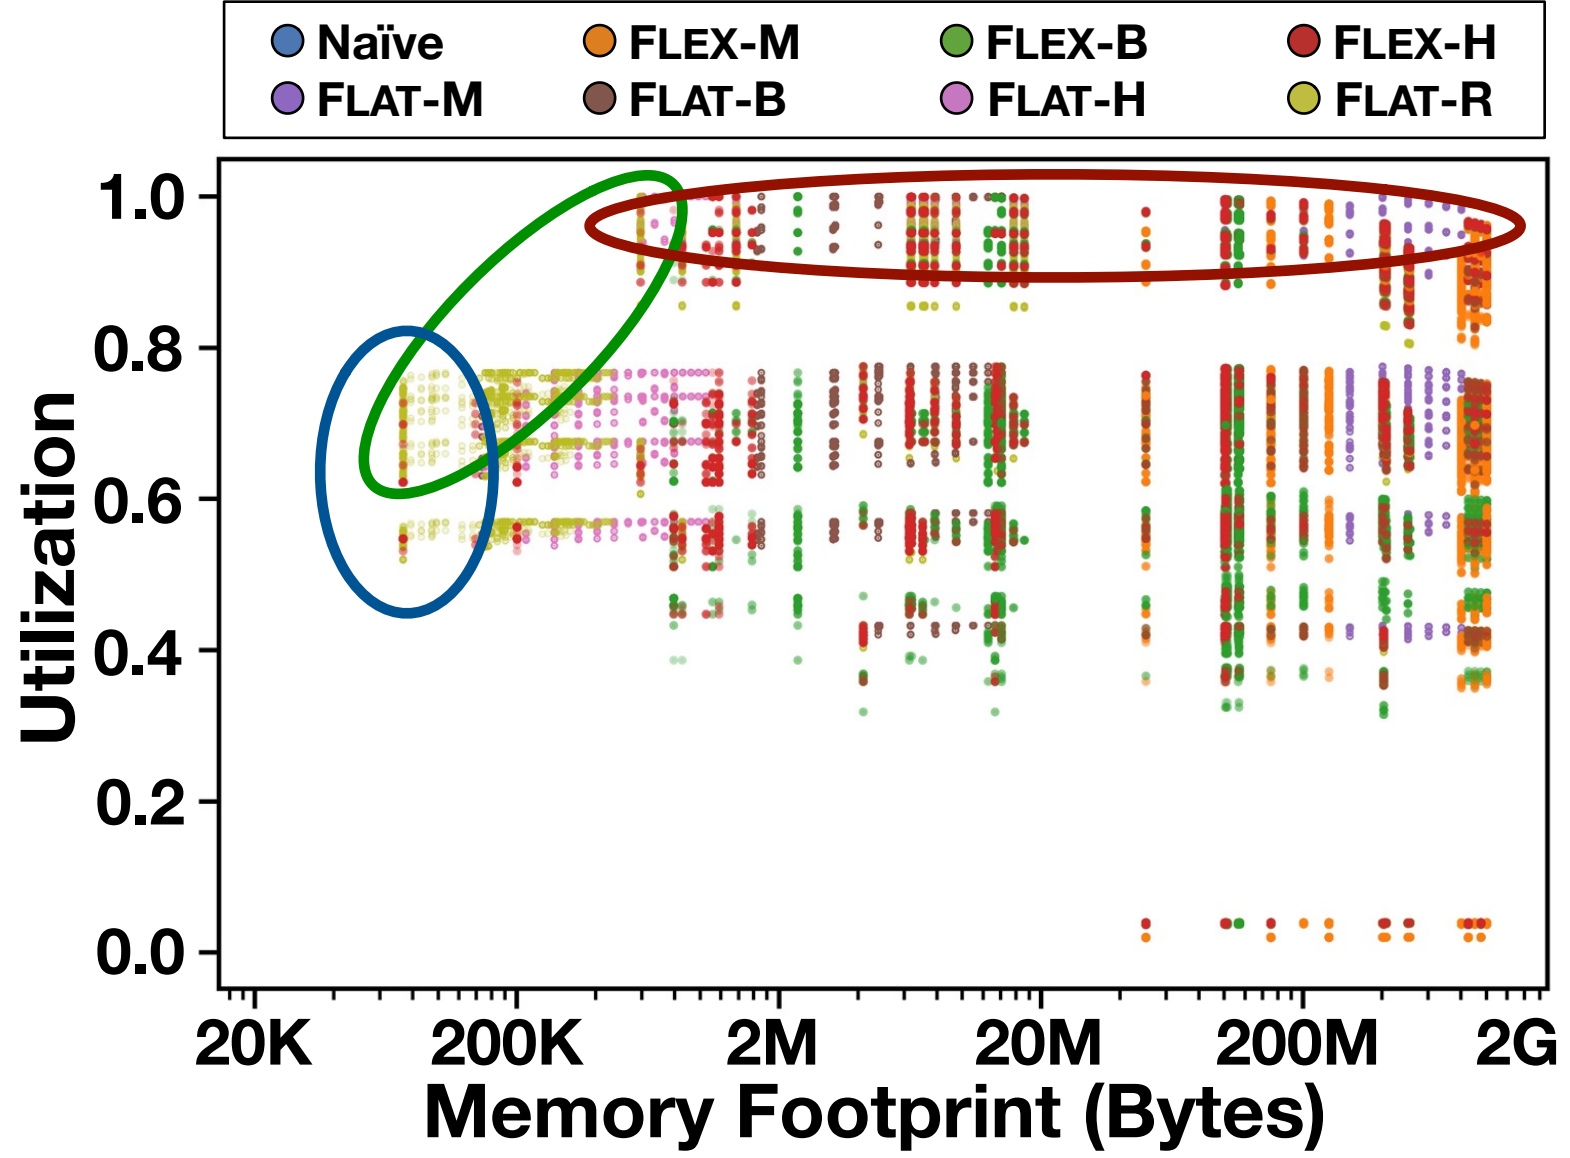 Naïve FLEX-M FLEX-B FLEX-H
FLAT-M FLAT-B FLAT-H FLAT-R
1.0
0.8
0.6
0.4
0.2
0.0
Utilization
20K 200K 2M 20M 200M 2G
Memory Footprint (Bytes)